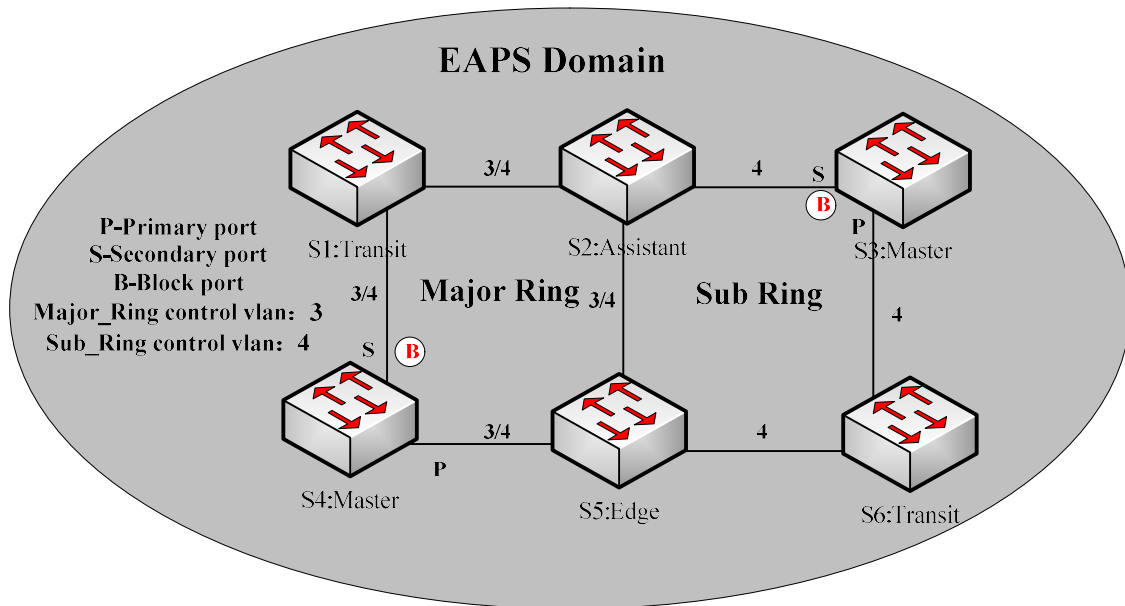 EAPS Domain
3/4
4
S
B
P
P-Primary port
S-Secondary port
B-Block port
Major_Ring control vlan：3
Sub_Ring control vlan：4
S1:Transit
S2:Assistant
S3:Master
3/4
Major Ring
3/4
Sub Ring
4
S
B
3/4
4
P
S4:Master
S5:Edge
S6:Transit